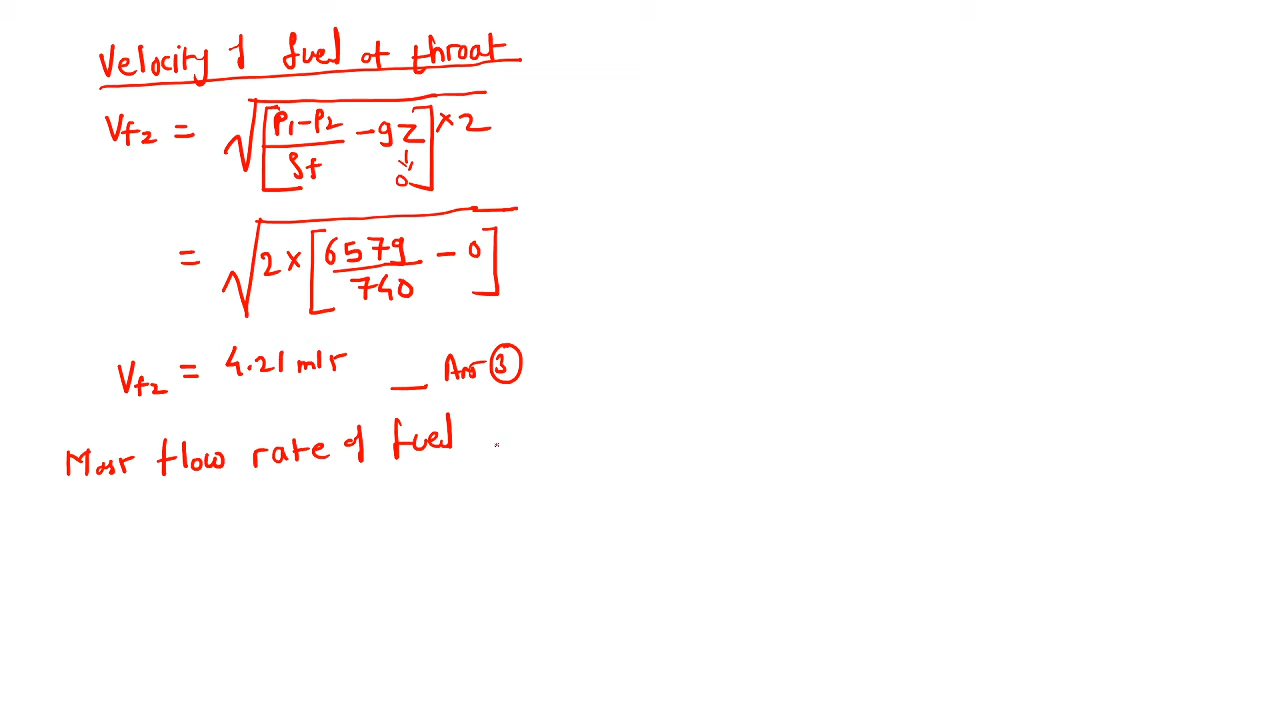 Velocity of fuel at throat
Vf2 = √([(P1-P2)/ρf - gz] × 2)
↓
0
= √(2 × [6579/740 - 0])
Vf2 = 4.21 m/s — Ans ③
Mass flow rate of fuel